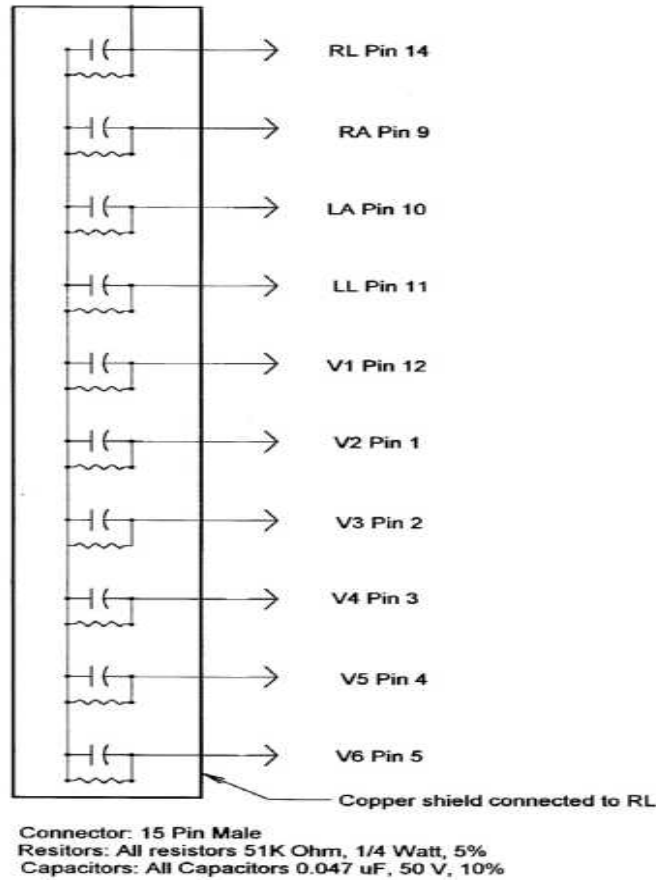 RL Pin 14
RA Pin 9
LA Pin 10
LL Pin 11
V1 Pin 12
V2 Pin 1
V3 Pin 2
V4 Pin 3
V5 Pin 4
V6 Pin 5
Copper shield connected to RL
Connector: 15 Pin Male
Resitors: All resistors 51K Ohm, 1/4 Watt, 5%
Capacitors: All Capacitors 0.047 uF, 50 V, 10%